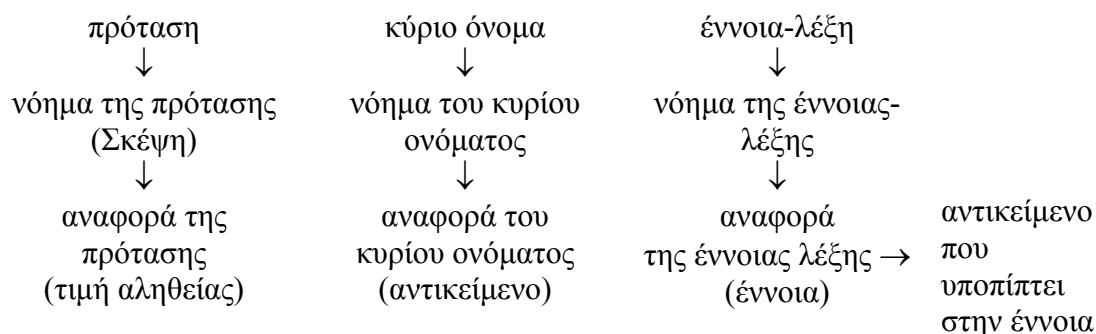 πρόταση
↓
νόημα της πρότασης
(Σκέψη)
↓
αναφορά της
πρότασης
(τιμή αληθείας)
κύριο όνομα
↓
νόημα του κυρίου
ονόματος
↓
αναφορά του
κυρίου ονόματος
(αντικείμενο)
έννοια-λέξη
↓
νόημα της έννοιας-
λέξης
↓
αναφορά
της έννοιας λέξης →
(έννοια)
αντικείμενο
που
υποπίπτει
στην έννοια